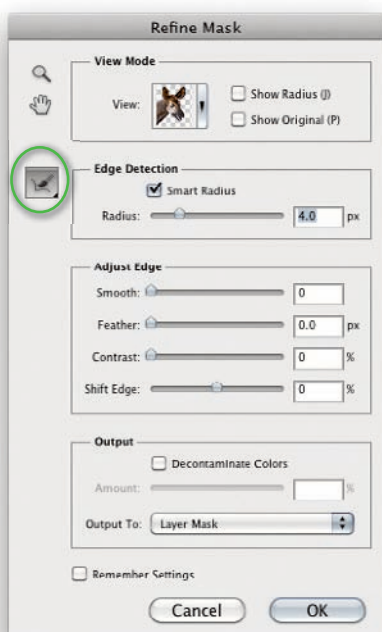 Refine Mask
View Mode
View:
Show Radius (J)
Show Original (P)
Edge Detection
Smart Radius
Radius: 4.0 px
Adjust Edge
Smooth: 0
Feather: 0.0 px
Contrast: 0 %
Shift Edge: 0 %
Output
Decontaminate Colors
Amount: %
Output To: Layer Mask
Remember Settings
Cancel OK